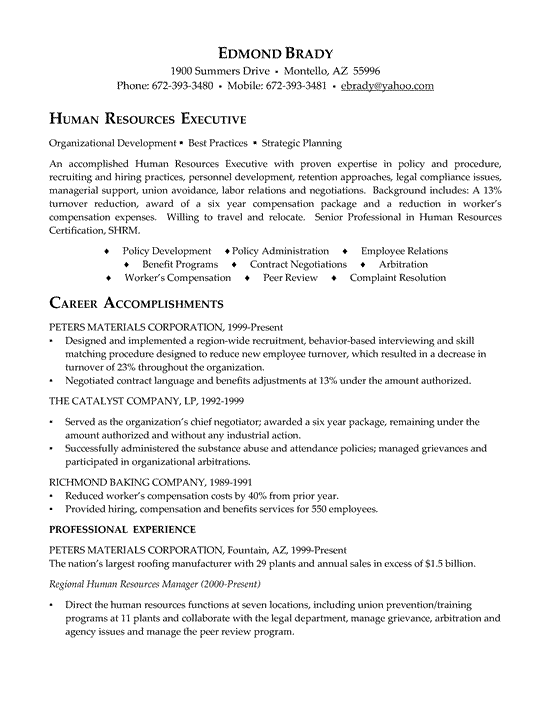 EDMOND BRADY
1900 Summers Drive ▪ Montello, AZ 55996
Phone: 672-393-3480 ▪ Mobile: 672-393-3481 ▪ ebrady@yahoo.com
HUMAN RESOURCES EXECUTIVE
Organizational Development ▪ Best Practices ▪ Strategic Planning
An accomplished Human Resources Executive with proven expertise in policy and procedure,
recruiting and hiring practices, personnel development, retention approaches, legal compliance issues,
managerial support, union avoidance, labor relations and negotiations. Background includes: A 13%
turnover reduction, award of a six year compensation package and a reduction in worker's
compensation expenses. Willing to travel and relocate. Senior Professional in Human Resources
Certification, SHRM.
♦ Policy Development ♦ Policy Administration ♦ Employee Relations
♦ Benefit Programs ♦ Contract Negotiations ♦ Arbitration
♦ Worker's Compensation ♦ Peer Review ♦ Complaint Resolution
CAREER ACCOMPLISHMENTS
PETERS MATERIALS CORPORATION, 1999-Present
▪ Designed and implemented a region-wide recruitment, behavior-based interviewing and skill
matching procedure designed to reduce new employee turnover, which resulted in a decrease in
turnover of 23% throughout the organization.
▪ Negotiated contract language and benefits adjustments at 13% under the amount authorized.
THE CATALYST COMPANY, LP, 1992-1999
▪ Served as the organization's chief negotiator; awarded a six year package, remaining under the
amount authorized and without any industrial action.
▪ Successfully administered the substance abuse and attendance policies; managed grievances and
participated in organizational arbitrations.
RICHMOND BAKING COMPANY, 1989-1991
▪ Reduced worker's compensation costs by 40% from prior year.
▪ Provided hiring, compensation and benefits services for 550 employees.
PROFESSIONAL EXPERIENCE
PETERS MATERIALS CORPORATION, Fountain, AZ, 1999-Present
The nation's largest roofing manufacturer with 29 plants and annual sales in excess of $1.5 billion.
Regional Human Resources Manager (2000-Present)
▪ Direct the human resources functions at seven locations, including union prevention/training
programs at 11 plants and collaborate with the legal department, manage grievance, arbitration and
agency issues and manage the peer review program.